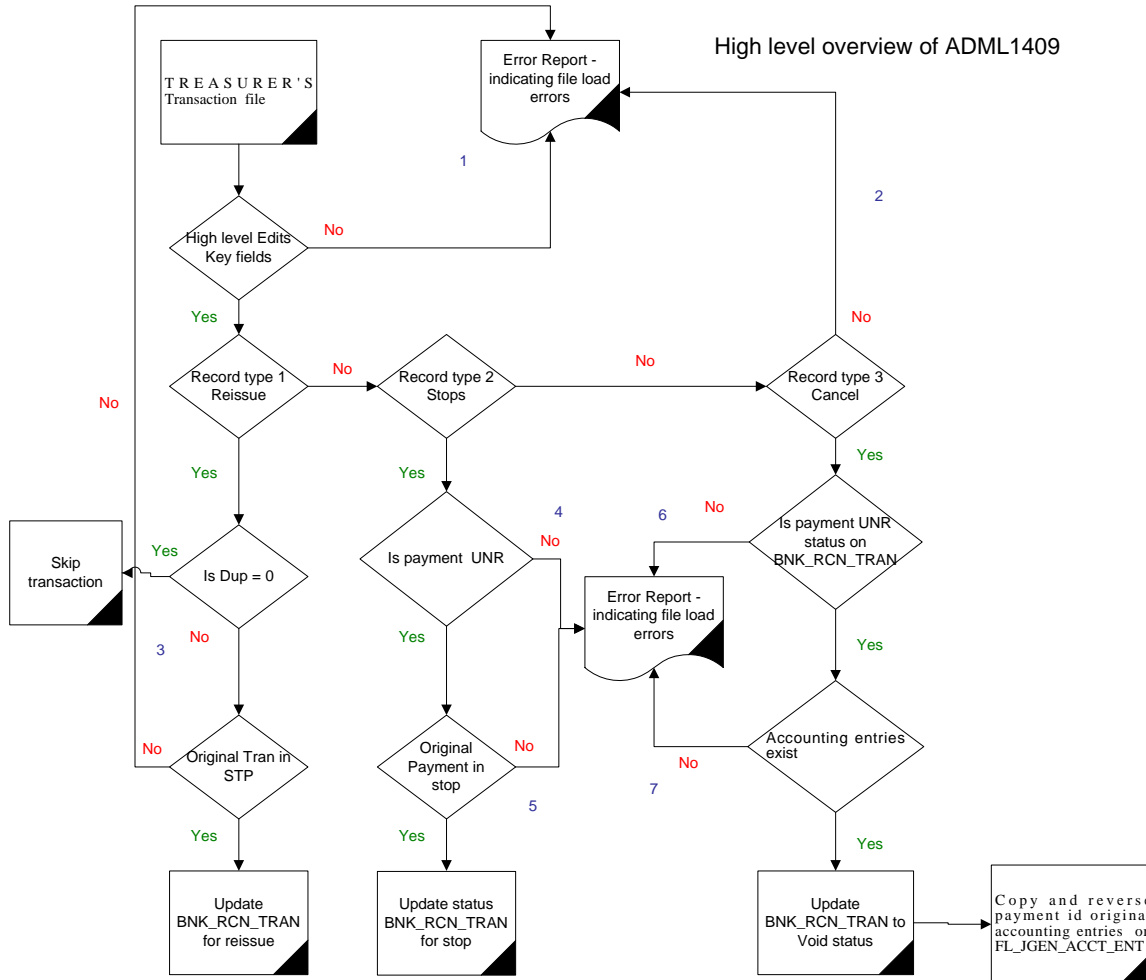 High level overview of ADML1409
TREASURER'S
Transaction file
Error Report -
indicating file load
errors
1
2
High level Edits
Key fields
No
Yes
No
Record type 1
Reissue
No
Record type 2
Stops
No
Record type 3
Cancel
No
Yes
Yes
Yes
Skip
transaction
Yes
Is Dup = 0
No
3
Is payment UNR
4
No
6
No
Is payment UNR
status on
BNK_RCN_TRAN
Error Report -
indicating file load
errors
Yes
Yes
Original Tran in
STP
No
Original
Payment in
stop
No
5
Accounting entries
exist
No
7
Yes
Yes
Yes
Update
BNK_RCN_TRAN
for reissue
Update status
BNK_RCN_TRAN
for stop
Update
BNK_RCN_TRAN to
Void status
Copy and reverse
payment id origina
accounting entries or
FL_JGEN_ACCT_ENT